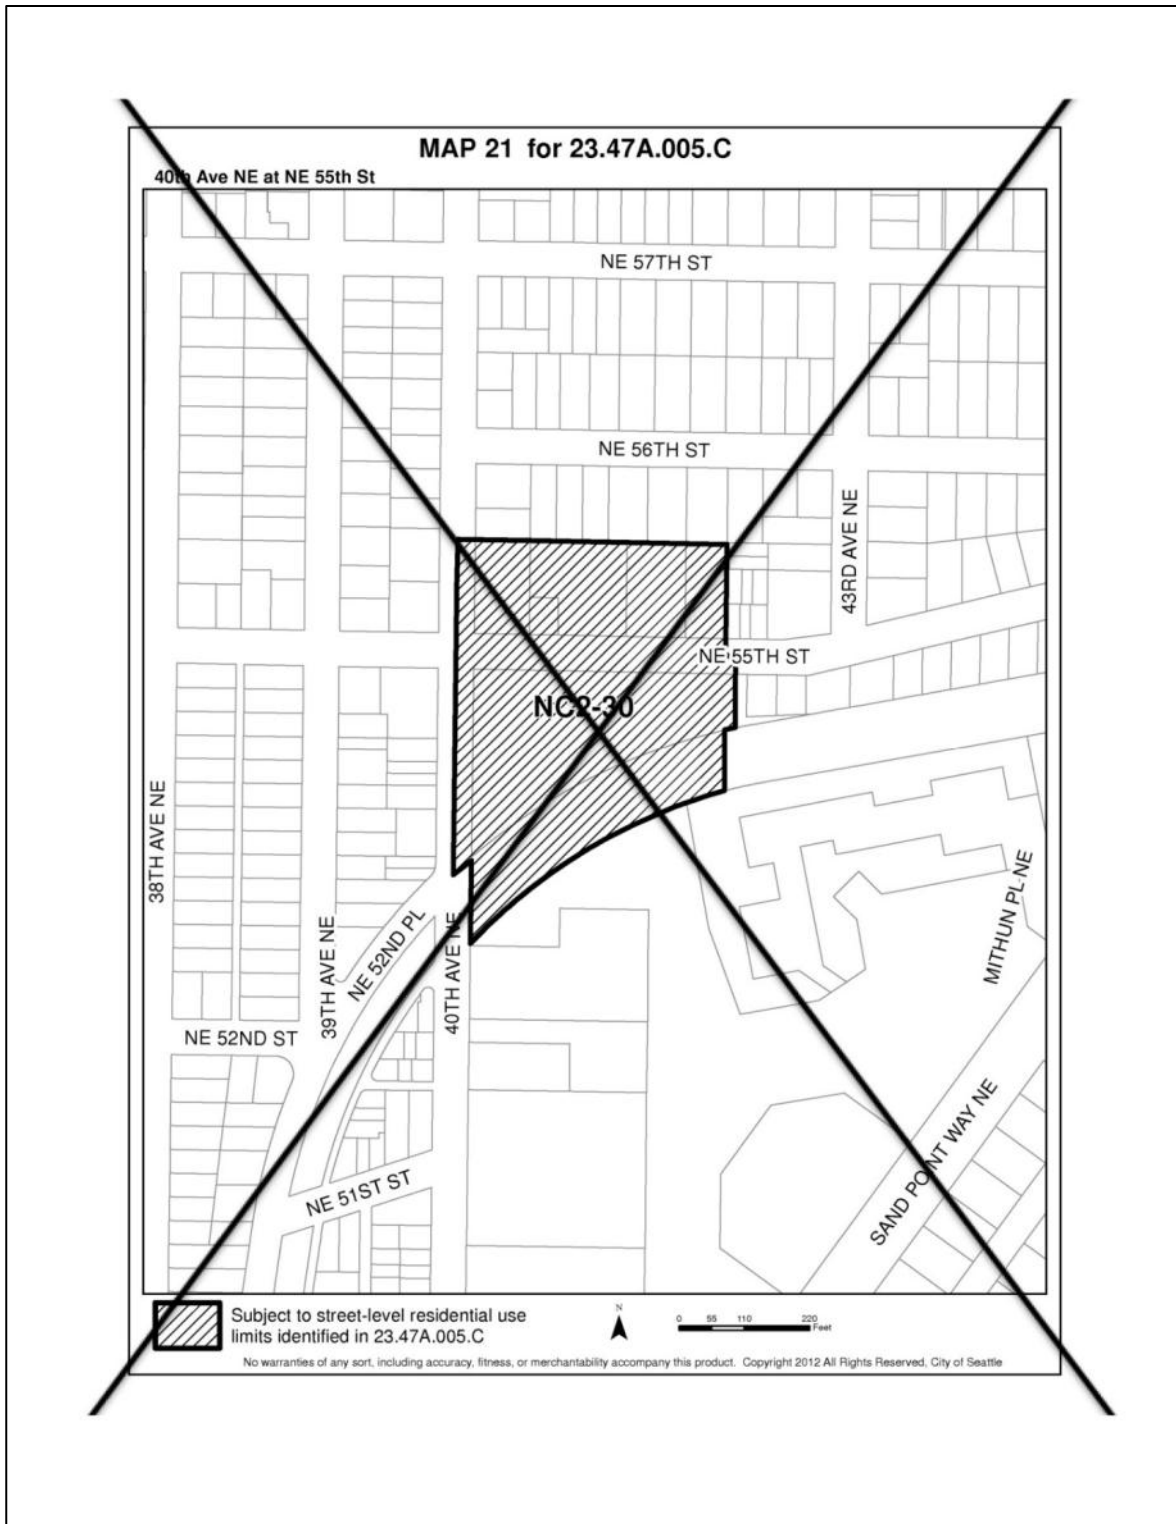 MAP 21 for 23.47A.005.C
40th Ave NE at NE 55th St
NE 57TH ST
NE 56TH ST
43RD AVE NE
NE 55TH ST
NC2-30
38TH AVE NE
39TH AVE NE
NE 52ND PL
40TH AVE NE
MITHUN PL NE
NE 52ND ST
SAND POINT WAY NE
NE 51ST ST
Subject to street-level residential use
limits identified in 23.47A.005.C
N
0 55 110 220
Feet
No warranties of any sort, including accuracy, fitness, or merchantability accompany this product. Copyright 2012 All Rights Reserved, City of Seattle